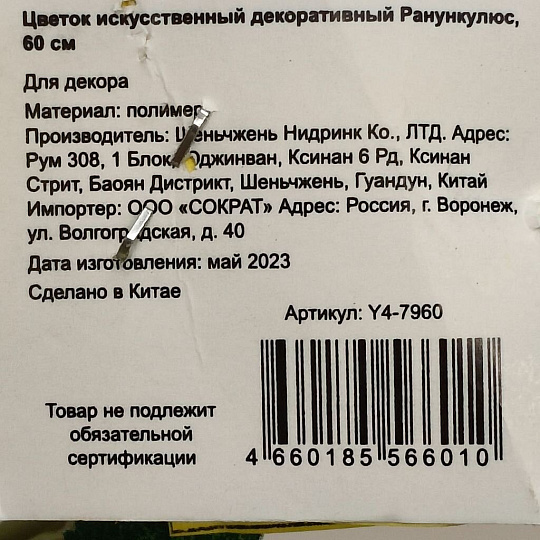 Цветок искусственный декоративный Ранункулюс,
60 см
Для декора
Материал: полимер
Производитель: Шеньчжень Нидринк Ко., ЛТД. Адрес:
Рум 308, 1 Блок, Юджинван, Ксинан 6 Рд, Ксинан
Стрит, Баоян Дистрикт, Шеньчжень, Гуандун, Китай
Импортер: ООО «СОКРАТ» Адрес: Россия, г. Воронеж,
ул. Волгоградская, д. 40
Дата изготовления: май 2023
Сделано в Китае
Артикул: Y4-7960
Товар не подлежит
обязательной
сертификации
4 660185 566010